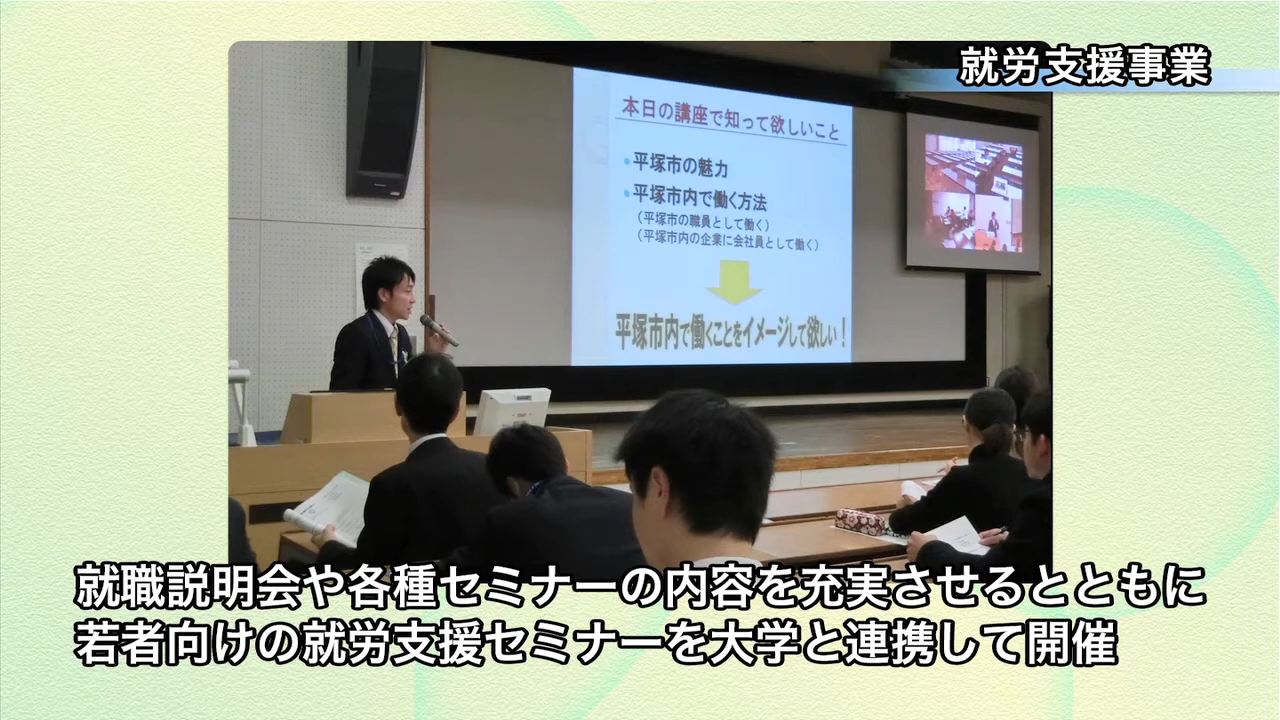 就労支援事業
本日の講座で知って欲しいこと
・平塚市の魅力
・平塚市内で働く方法
（平塚市の職員として働く）
（平塚市内の企業に会社員として働く）
平塚市内で働くことをイメージして欲しい！
就職説明会や各種セミナーの内容を充実させるとともに
若者向けの就労支援セミナーを大学と連携して開催